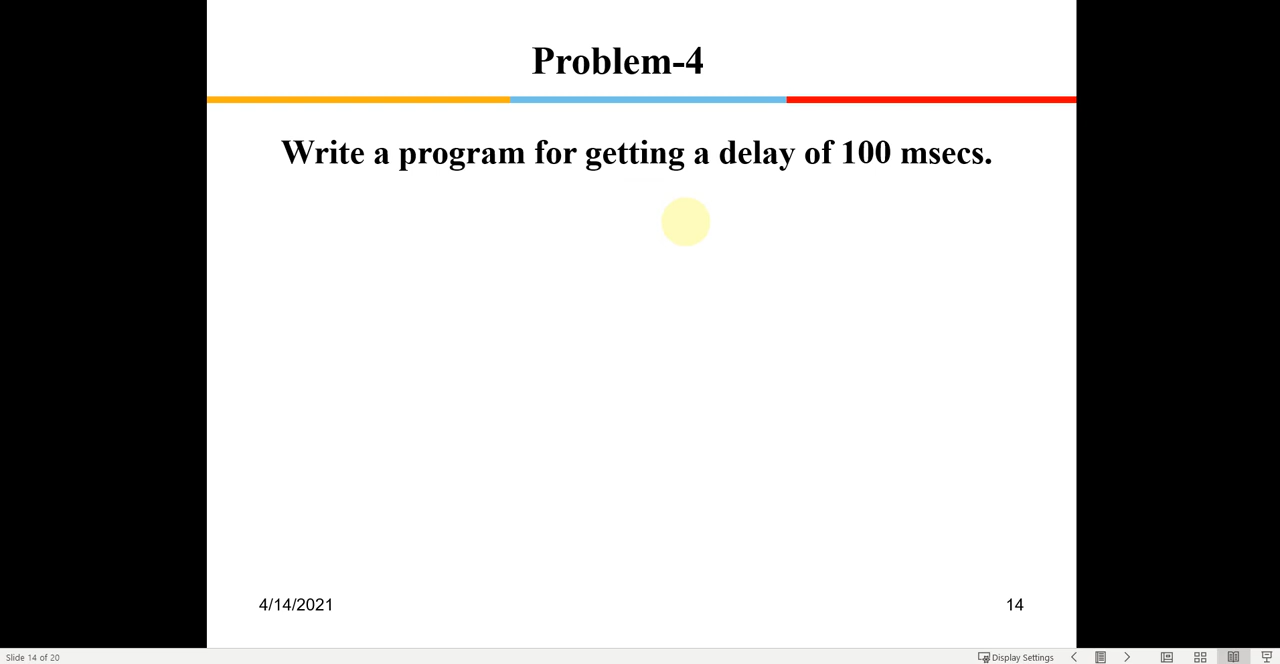 Problem-4
Write a program for getting a delay of 100 msecs.
4/14/2021
14
Slide 14 of 20
Display Settings